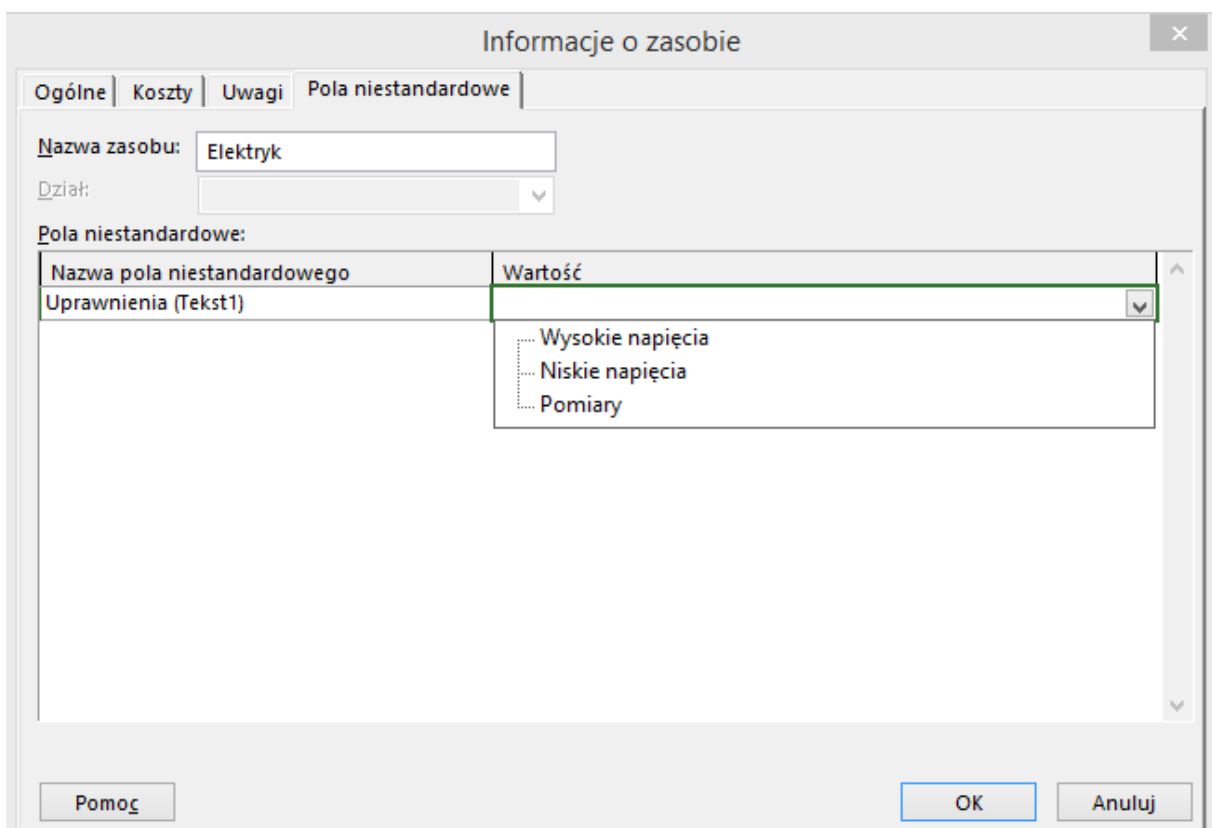 Informacje o zasobie
Ogólne Koszty Uwagi Pola niestandardowe
Nazwa zasobu: Elektryk
Dział:
Pola niestandardowe:
Nazwa pola niestandardowego Wartość
Uprawnienia (Tekst1)
Wysokie napięcia
Niskie napięcia
Pomiary
Pomoc OK Anuluj